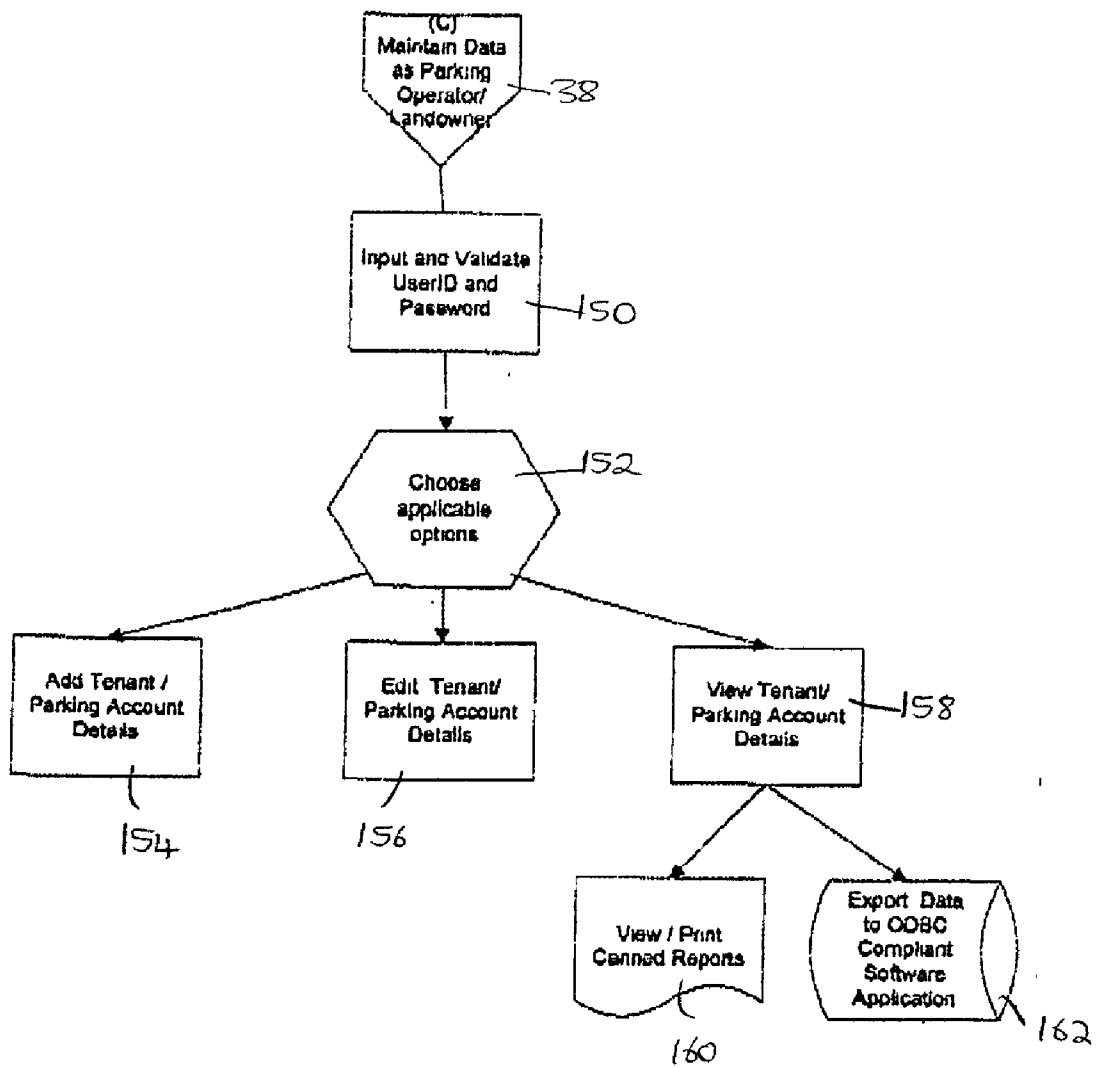 (C)
Maintain Data
as Parking
Operator/
Landowner
38
Input and Validate
UserID and
Password
150
Choose
applicable
options
152
Add Tenant /
Parking Account
Details
154
Edit Tenant/
Parking Account
Details
156
View Tenant/
Parking Account
Details
158
View / Print
Canned Reports
160
Export Data
to ODBC
Compliant
Software
Application
162